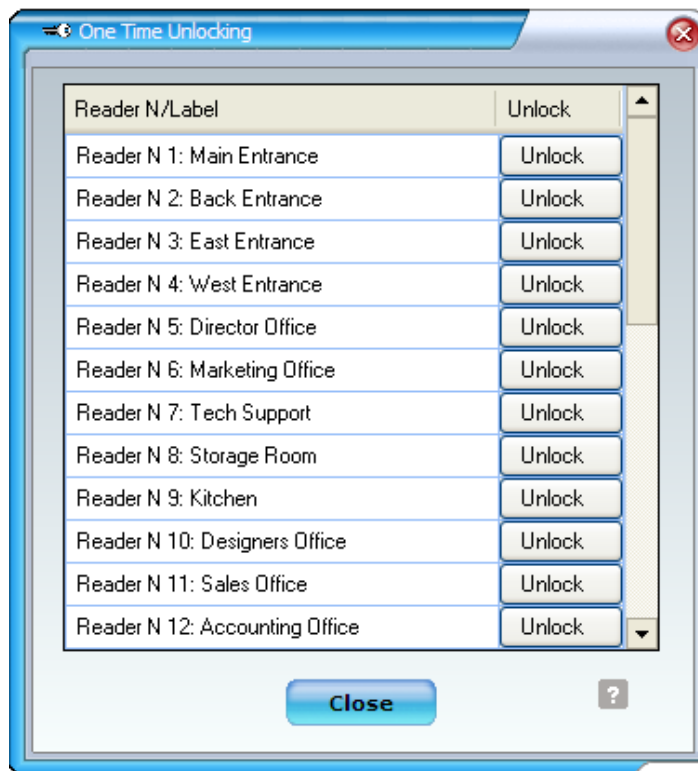 One Time Unlocking
Reader N/Label Unlock
Reader N 1: Main Entrance Unlock
Reader N 2: Back Entrance Unlock
Reader N 3: East Entrance Unlock
Reader N 4: West Entrance Unlock
Reader N 5: Director Office Unlock
Reader N 6: Marketing Office Unlock
Reader N 7: Tech Support Unlock
Reader N 8: Storage Room Unlock
Reader N 9: Kitchen Unlock
Reader N 10: Designers Office Unlock
Reader N 11: Sales Office Unlock
Reader N 12: Accounting Office Unlock
Close ?